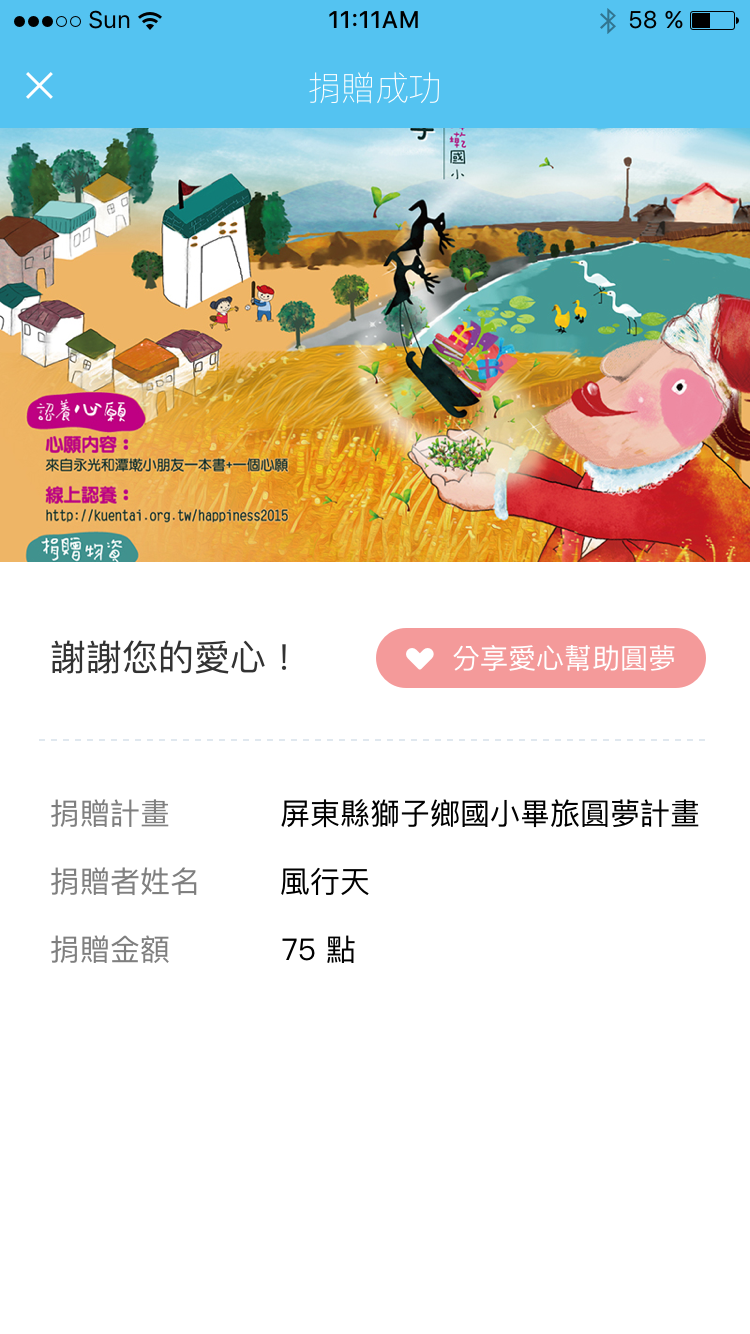 Sun 11:11AM 58 %
捐贈成功
國小
認養心願
心願內容：
來自永光和潭墘小朋友一本書+一個心願
線上認養：
http://kuentai.org.tw/happiness2015
捐贈物資
謝謝您的愛心！
分享愛心幫助圓夢
捐贈計畫 屏東縣獅子鄉國小畢旅圓夢計畫
捐贈者姓名 風行天
捐贈金額 75 點